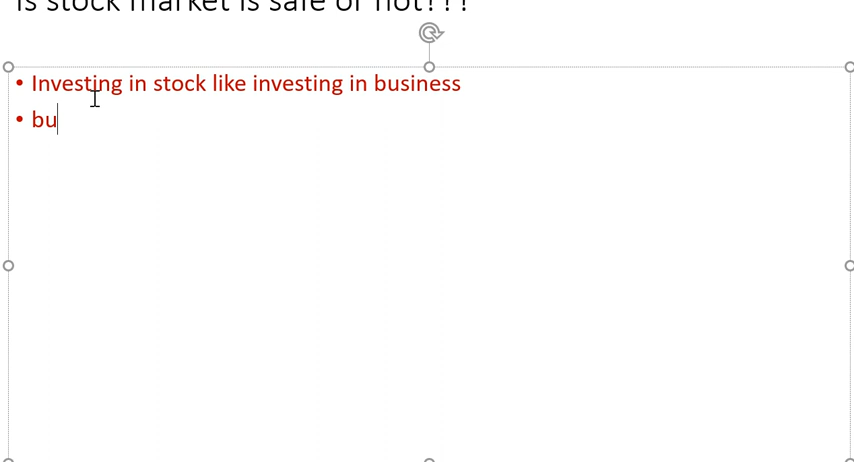 is stock market is safe or not???
• Investing in stock like investing in business
• bu